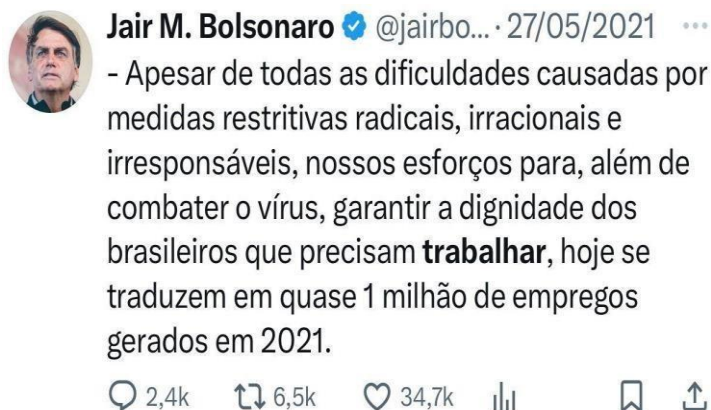 Jair M. Bolsonaro @jairbo... · 27/05/2021 ...
- Apesar de todas as dificuldades causadas por
medidas restritivas radicais, irracionais e
irresponsáveis, nossos esforços para, além de
combater o vírus, garantir a dignidade dos
brasileiros que precisam trabalhar, hoje se
traduzem em quase 1 milhão de empregos
gerados em 2021.
2,4k 6,5k 34,7k